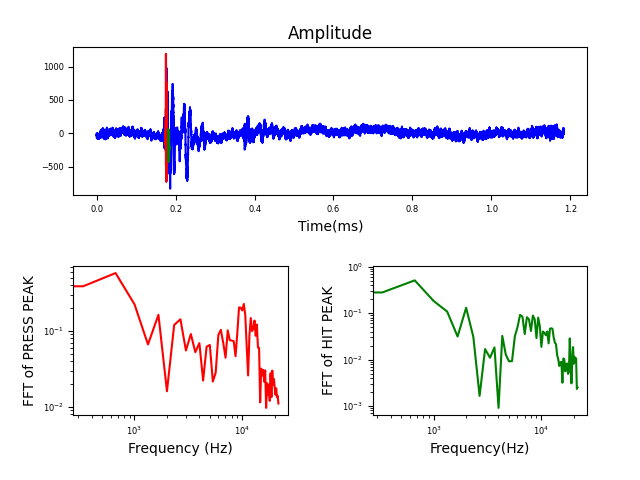 Amplitude
1000
500
0
−500
0.0 0.2 0.4 0.6 0.8 1.0 1.2
Time(ms)
FFT of PRESS PEAK
10⁻¹
10⁻²
10³ 10⁴
Frequency (Hz)
FFT of HIT PEAK
10⁰
10⁻¹
10⁻²
10⁻³
10³ 10⁴
Frequency(Hz)